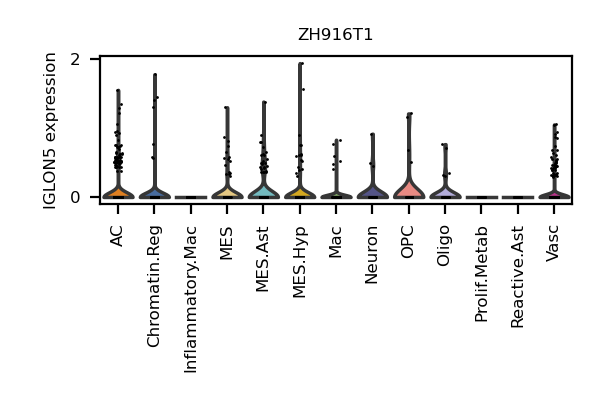 ZH916T1
IGLON5 expression
2
0
AC
Chromatin.Reg
Inflammatory.Mac
MES
MES.Ast
MES.Hyp
Mac
Neuron
OPC
Oligo
Prolif.Metab
Reactive.Ast
Vasc